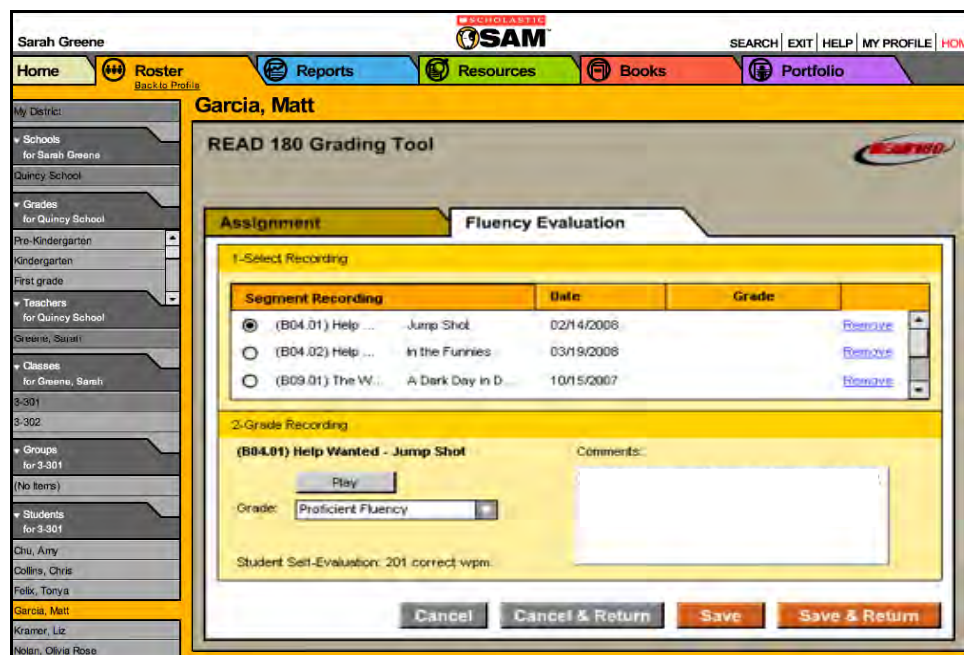 SCHOLASTIC
SAM
Sarah Greene
SEARCH EXIT HELP MY PROFILE HOM
Home Roster Reports Resources Books Portfolio
Back to Profile
My District
Garcia, Matt
▾ Schools
for Sarah Greene
Quincy School
▾ Grades
for Quincy School
Pre-Kindergarten
Kindergarten
First grade
▾ Teachers
for Quincy School
Greene, Sarah
▾ Classes
for Greene, Sarah
3-301
3-302
▾ Groups
for 3-301
(No Items)
▾ Students
for 3-301
Chu, Amy
Collins, Chris
Felix, Tonya
Garcia, Matt
Kramer, Liz
Nolan, Olivia Rose
READ 180 Grading Tool
READ 180
Assignment Fluency Evaluation
1-Select Recording
Segment Recording Date Grade
(B04.01) Help ... Jump Shot 02/14/2008 Remove
(B04.02) Help ... In the Funnies 03/19/2008 Remove
(B09.01) The W... A Dark Day in D... 10/15/2007 Remove
2-Grade Recording
(B04.01) Help Wanted - Jump Shot Comments:
Play
Grade: Proficient Fluency
Student Self-Evaluation: 201 correct wpm
Cancel Cancel & Return Save Save & Return